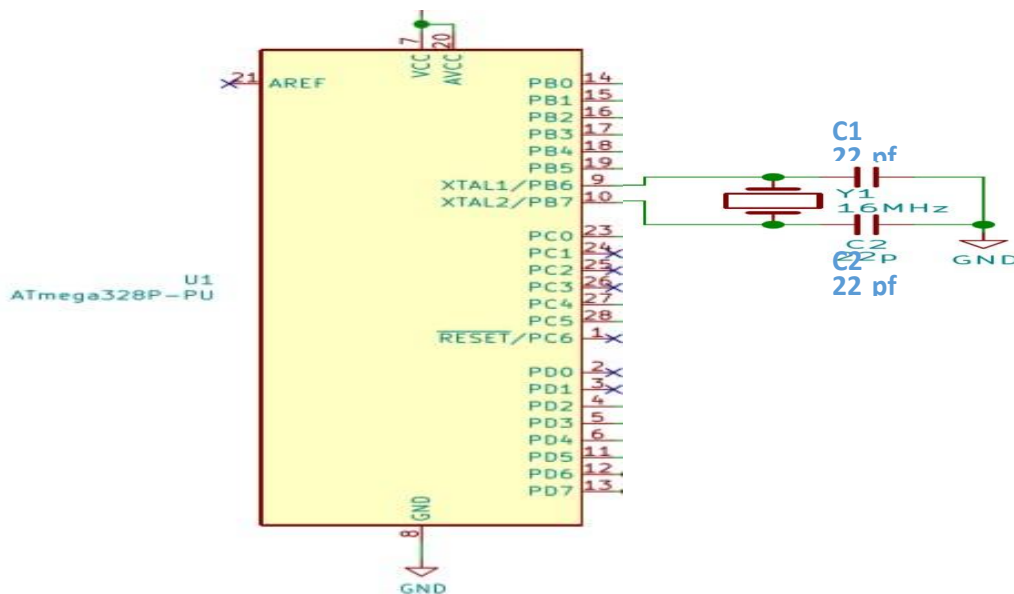 7
VCC
20
AVCC
21
AREF
PB0 14
PB1 15
PB2 16
PB3 17
PB4 18
PB5 19
XTAL1/PB6 9
XTAL2/PB7 10
PC0 23
PC1 24
PC2 25
PC3 26
PC4 27
PC5 28
RESET/PC6 1
PD0 2
PD1 3
PD2 4
PD3 5
PD4 6
PD5 11
PD6 12
PD7 13
U1
ATmega328P-PU
GND
8
GND
C1
22 pf
Y1
16MHz
C2
22p
C2
22 pf
GND